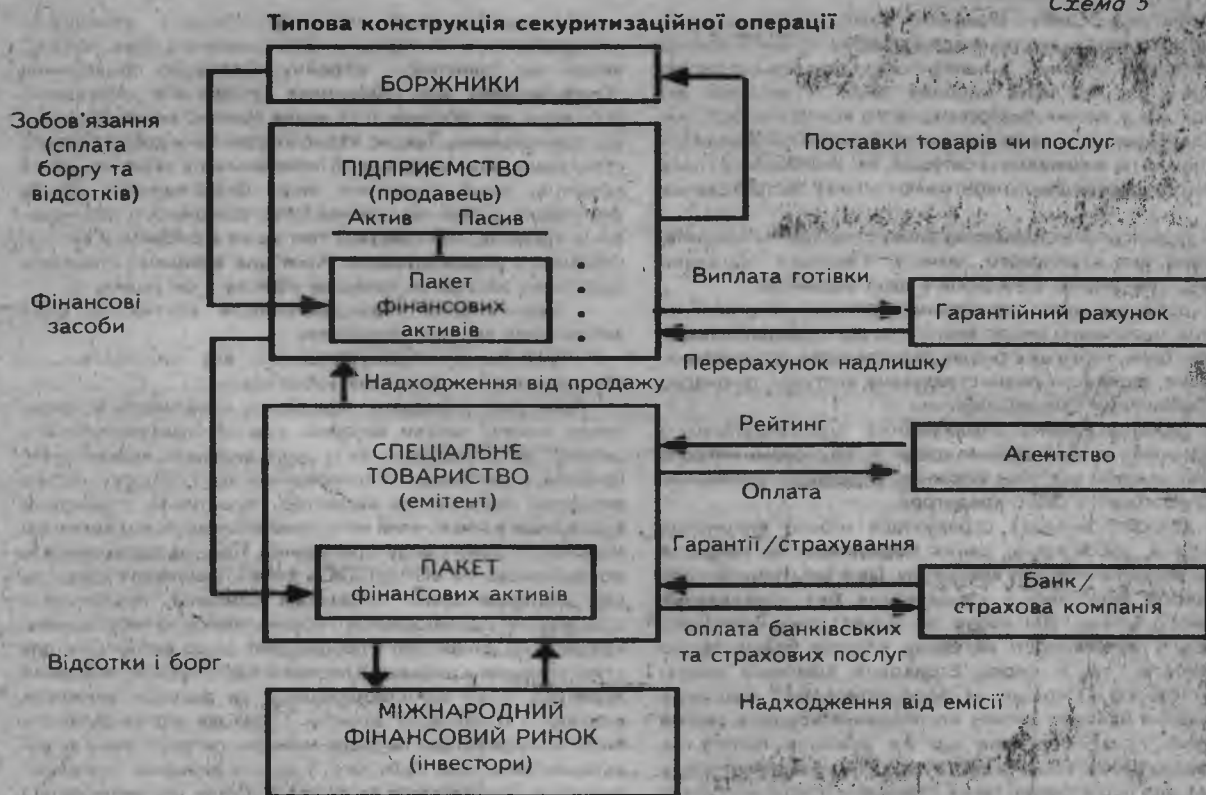 Схема 5
Типова конструкція секуритизаційної операції
БОРЖНИКИ
Зобов'язання
(сплата
боргу та
відсотків)
Поставки товарів чи послуг
ПІДПРИЄМСТВО
(продавець)
Актив Пасив
Пакет
фінансових
активів
Фінансові
засоби
Виплата готівки
Гарантійний рахунок
Перерахунок надлишку
Надходження від продажу
СПЕЦІАЛЬНЕ
ТОВАРИСТВО
(емітент)
Рейтинг
Агентство
Оплата
Гарантії/страхування
ПАКЕТ
фінансових активів
Банк/
страхова компанія
оплата банківських
та страхових послуг
Відсотки і борг
Надходження від емісії
МІЖНАРОДНИЙ
ФІНАНСОВИЙ РИНОК
(інвестори)